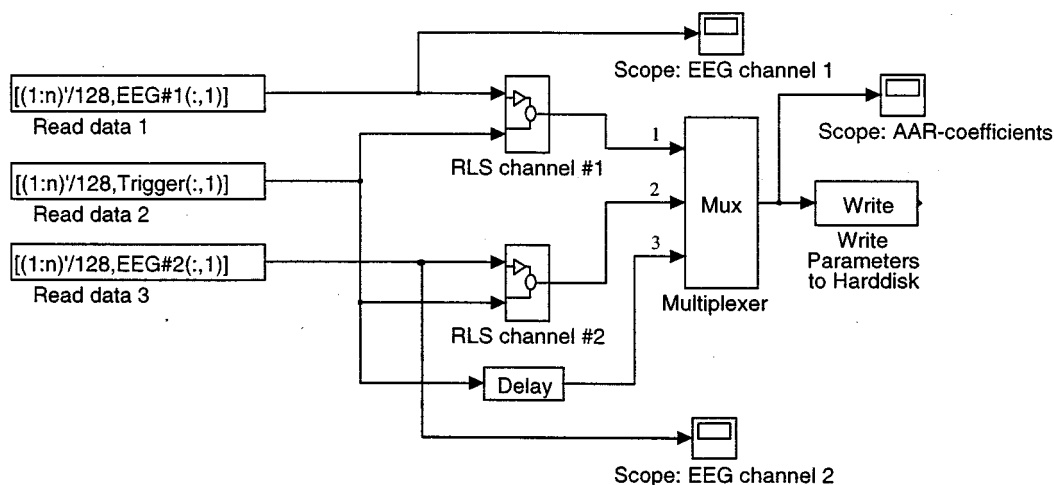 Scope: EEG channel 1
[(1:n)'/128,EEG#1(:,1)]
Read data 1
RLS channel #1
Scope: AAR-coefficients
[(1:n)'/128,Trigger(:,1)]
Read data 2
1
2
3
Mux
Multiplexer
Write
Write
Parameters
to Harddisk
[(1:n)'/128,EEG#2(:,1)]
Read data 3
RLS channel #2
Delay
Scope: EEG channel 2